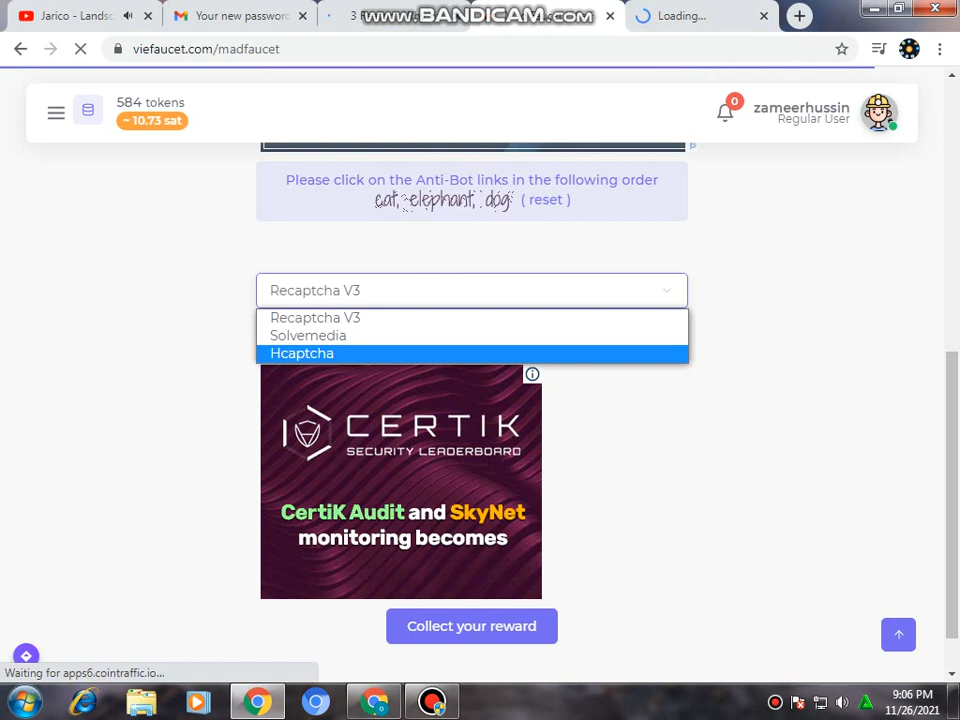 Jarico - Landsc
Your new password
3 F
WWW.BANDICAM.COM
Loading...
viefaucet.com/madfaucet
584 tokens
~ 10.73 sat
0
zameerhussin
Regular User
Please click on the Anti-Bot links in the following order
cat, elephant, dog ( reset )
Recaptcha V3
Recaptcha V3
Solvemedia
Hcaptcha
CERTIK
SECURITY LEADERBOARD
CertiK Audit and SkyNet
monitoring becomes
Collect your reward
Waiting for apps6.cointraffic.io...
9:06 PM
11/26/2021